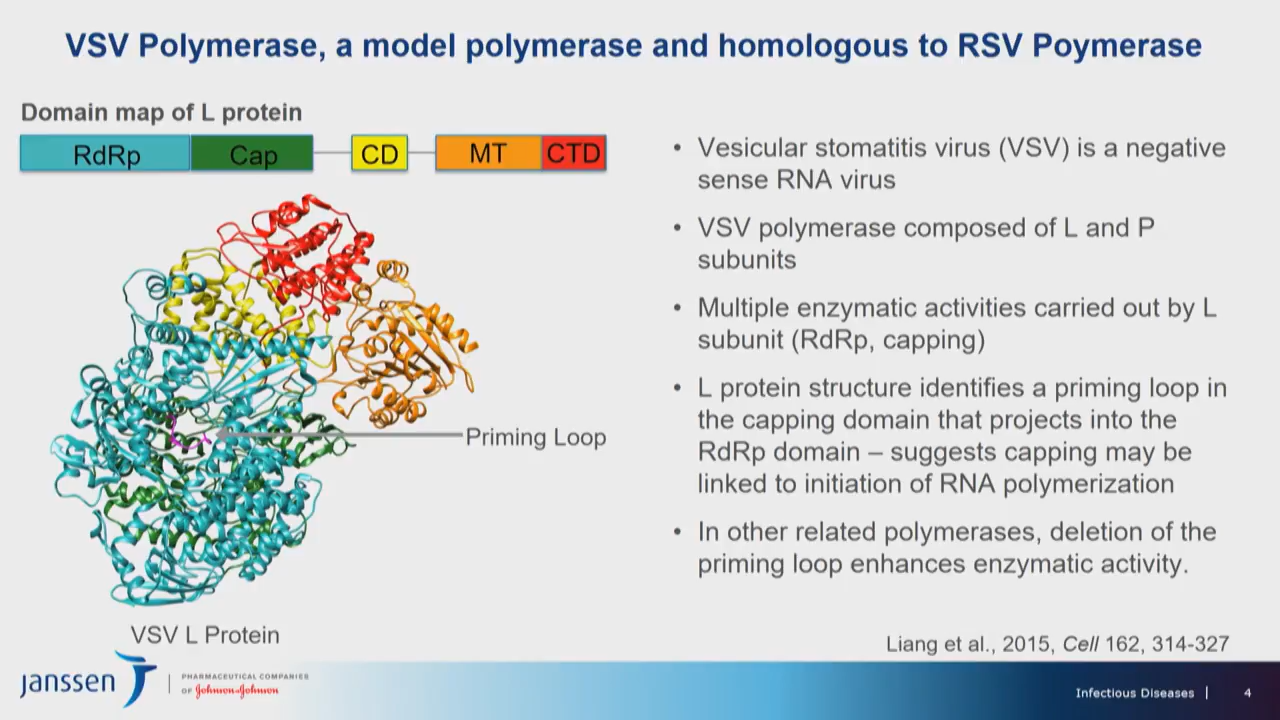 VSV Polymerase, a model polymerase and homologous to RSV Poymerase
Domain map of L protein
RdRp Cap CD MT CTD
Priming Loop
VSV L Protein
• Vesicular stomatitis virus (VSV) is a negative
sense RNA virus
• VSV polymerase composed of L and P
subunits
• Multiple enzymatic activities carried out by L
subunit (RdRp, capping)
• L protein structure identifies a priming loop in
the capping domain that projects into the
RdRp domain – suggests capping may be
linked to initiation of RNA polymerization
• In other related polymerases, deletion of the
priming loop enhances enzymatic activity.
Liang et al., 2015, Cell 162, 314-327
janssen
PHARMACEUTICAL COMPANIES
OF Johnson & Johnson
Infectious Diseases | 4